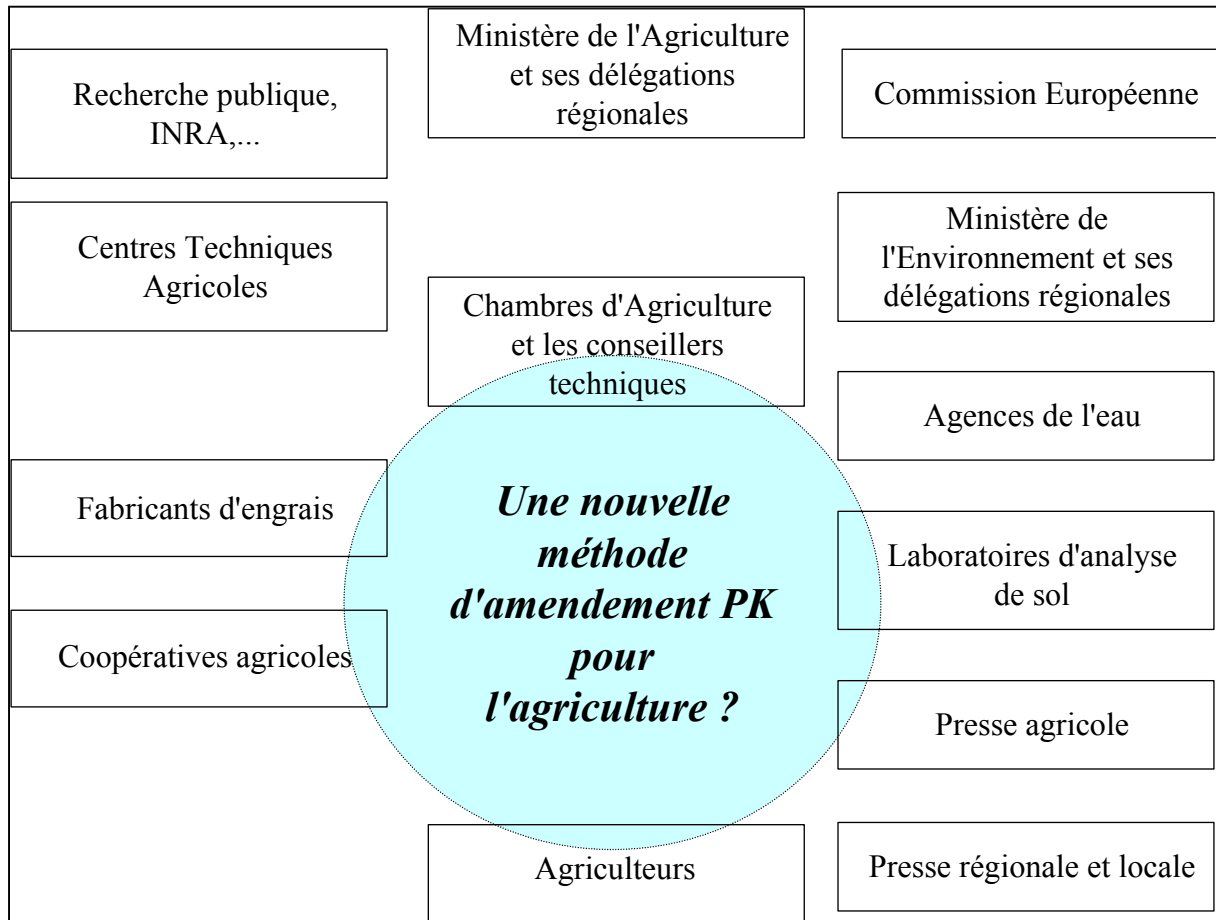 Recherche publique,
INRA,...
Ministère de l'Agriculture
et ses délégations
régionales
Commission Européenne
Centres Techniques
Agricoles
Chambres d'Agriculture
et les conseillers
techniques
Ministère de
l'Environnement et ses
délégations régionales
Agences de l'eau
Fabricants d'engrais
Une nouvelle
méthode
d'amendement PK
pour
l'agriculture ?
Laboratoires d'analyse
de sol
Coopératives agricoles
Presse agricole
Agriculteurs
Presse régionale et locale